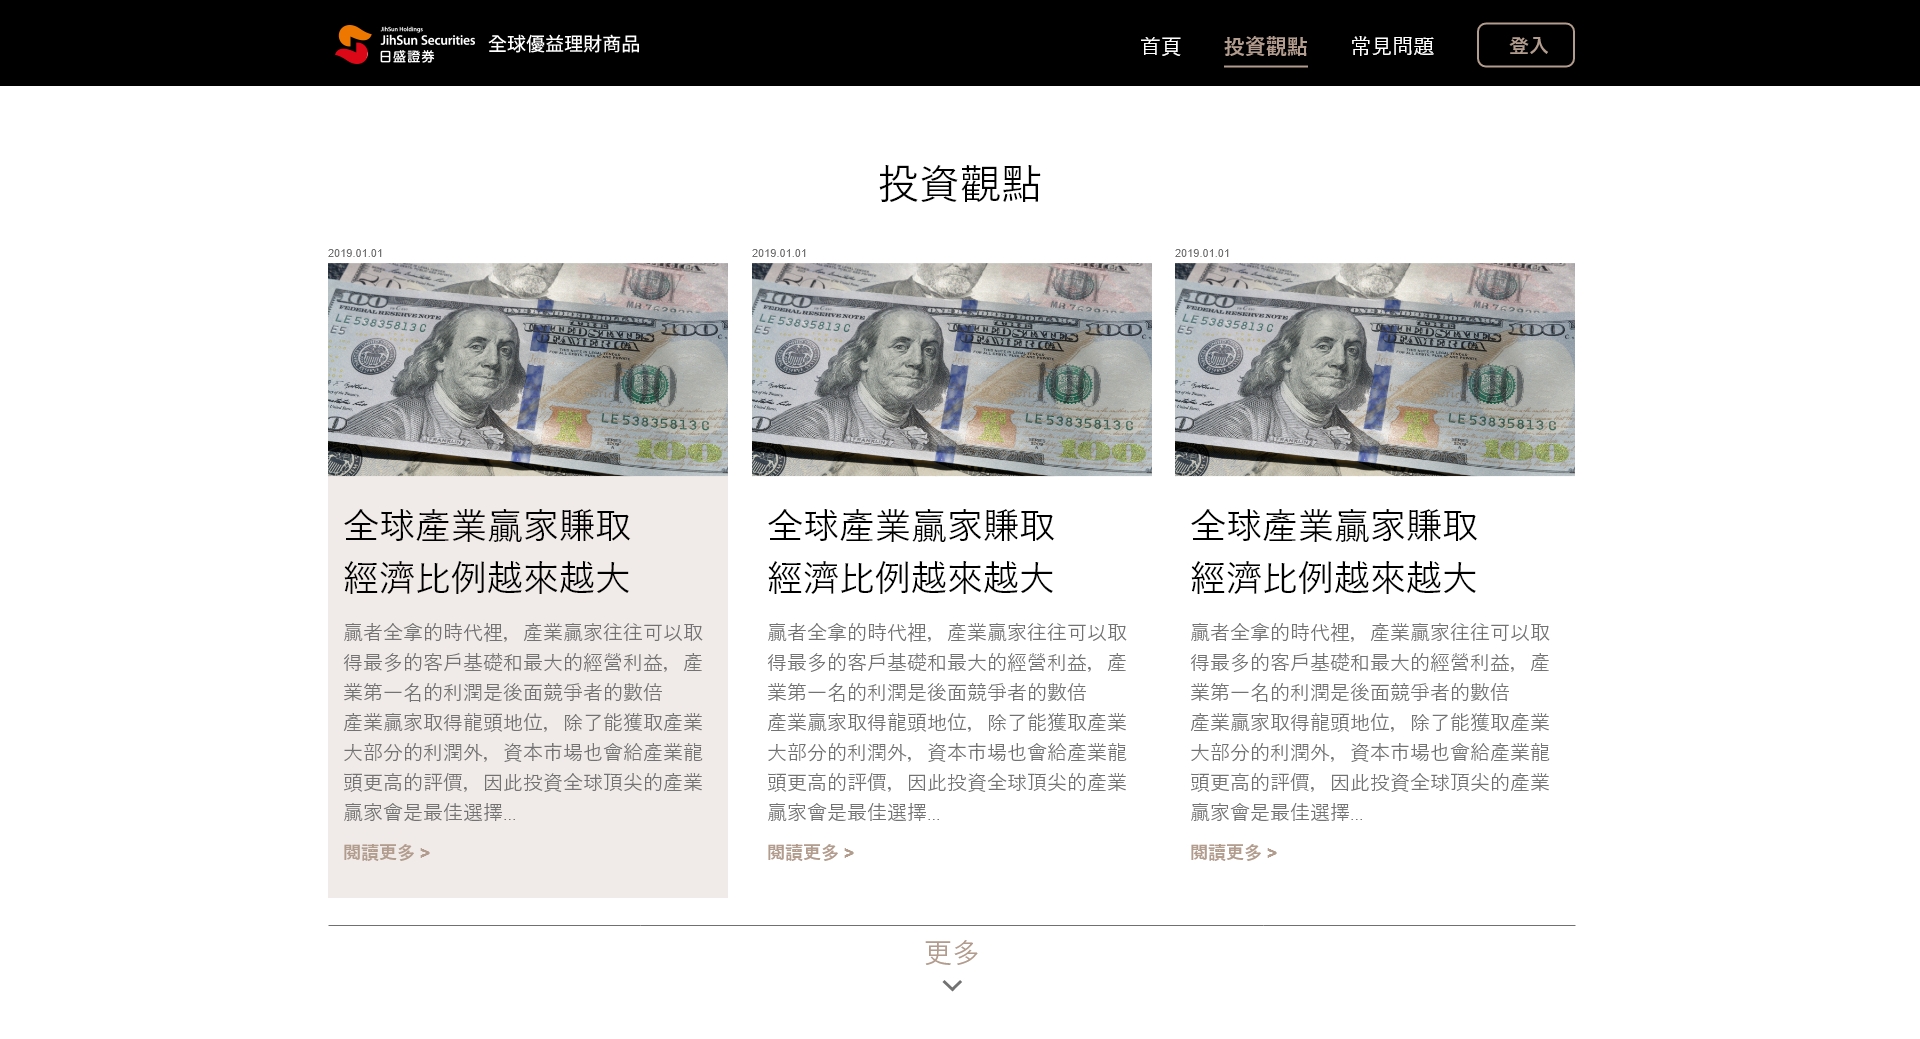 JihSun Holdings
JihSun Securities
日盛證券
全球優益理財商品
首頁
投資觀點
常見問題
登入
投資觀點
2019.01.01
全球產業贏家賺取
經濟比例越來越大
贏者全拿的時代裡，產業贏家往往可以取
得最多的客戶基礎和最大的經營利益，產
業第一名的利潤是後面競爭者的數倍
產業贏家取得龍頭地位，除了能獲取產業
大部分的利潤外，資本市場也會給產業龍
頭更高的評價，因此投資全球頂尖的產業
贏家會是最佳選擇...
閱讀更多 >
2019.01.01
全球產業贏家賺取
經濟比例越來越大
贏者全拿的時代裡，產業贏家往往可以取
得最多的客戶基礎和最大的經營利益，產
業第一名的利潤是後面競爭者的數倍
產業贏家取得龍頭地位，除了能獲取產業
大部分的利潤外，資本市場也會給產業龍
頭更高的評價，因此投資全球頂尖的產業
贏家會是最佳選擇...
閱讀更多 >
2019.01.01
全球產業贏家賺取
經濟比例越來越大
贏者全拿的時代裡，產業贏家往往可以取
得最多的客戶基礎和最大的經營利益，產
業第一名的利潤是後面競爭者的數倍
產業贏家取得龍頭地位，除了能獲取產業
大部分的利潤外，資本市場也會給產業龍
頭更高的評價，因此投資全球頂尖的產業
贏家會是最佳選擇...
閱讀更多 >
更多